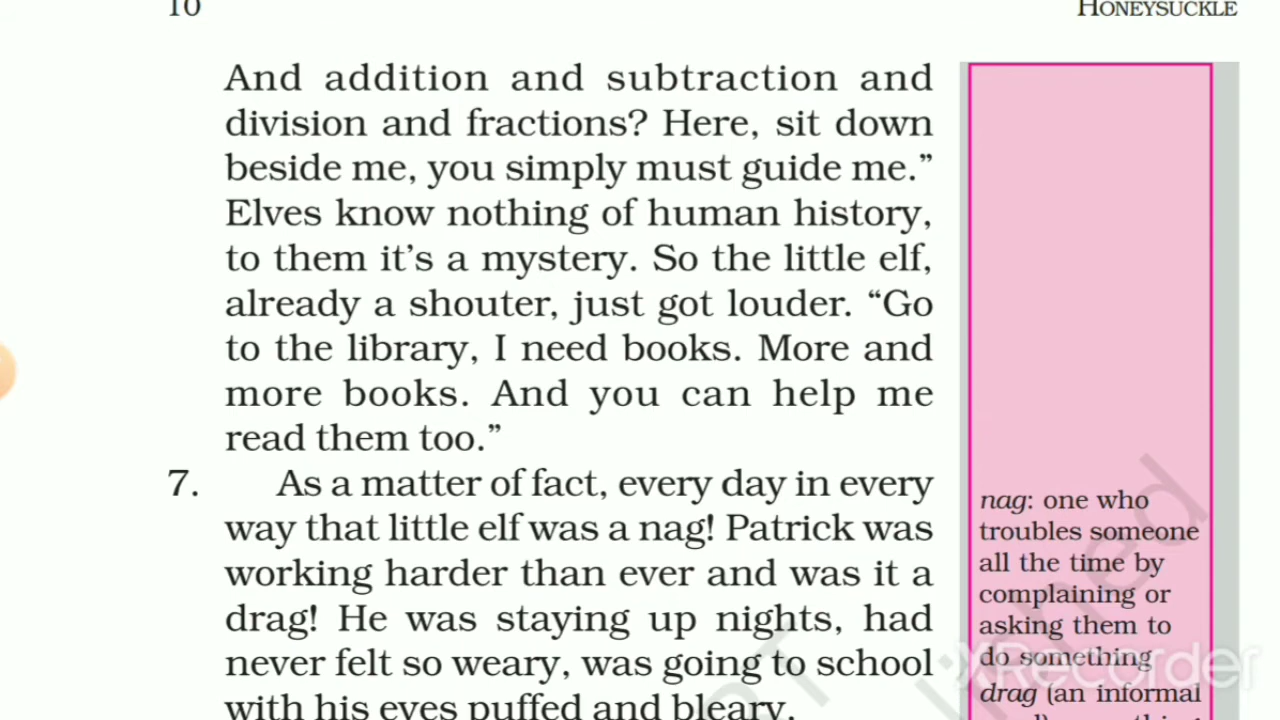 10
HONEYSUCKLE
And addition and subtraction and
division and fractions? Here, sit down
beside me, you simply must guide me.”
Elves know nothing of human history,
to them it’s a mystery. So the little elf,
already a shouter, just got louder. “Go
to the library, I need books. More and
more books. And you can help me
read them too.”
7. As a matter of fact, every day in every
way that little elf was a nag! Patrick was
working harder than ever and was it a
drag! He was staying up nights, had
never felt so weary, was going to school
with his eyes puffed and bleary.
nag: one who
troubles someone
all the time by
complaining or
asking them to
do something
drag (an informal
XRecorder